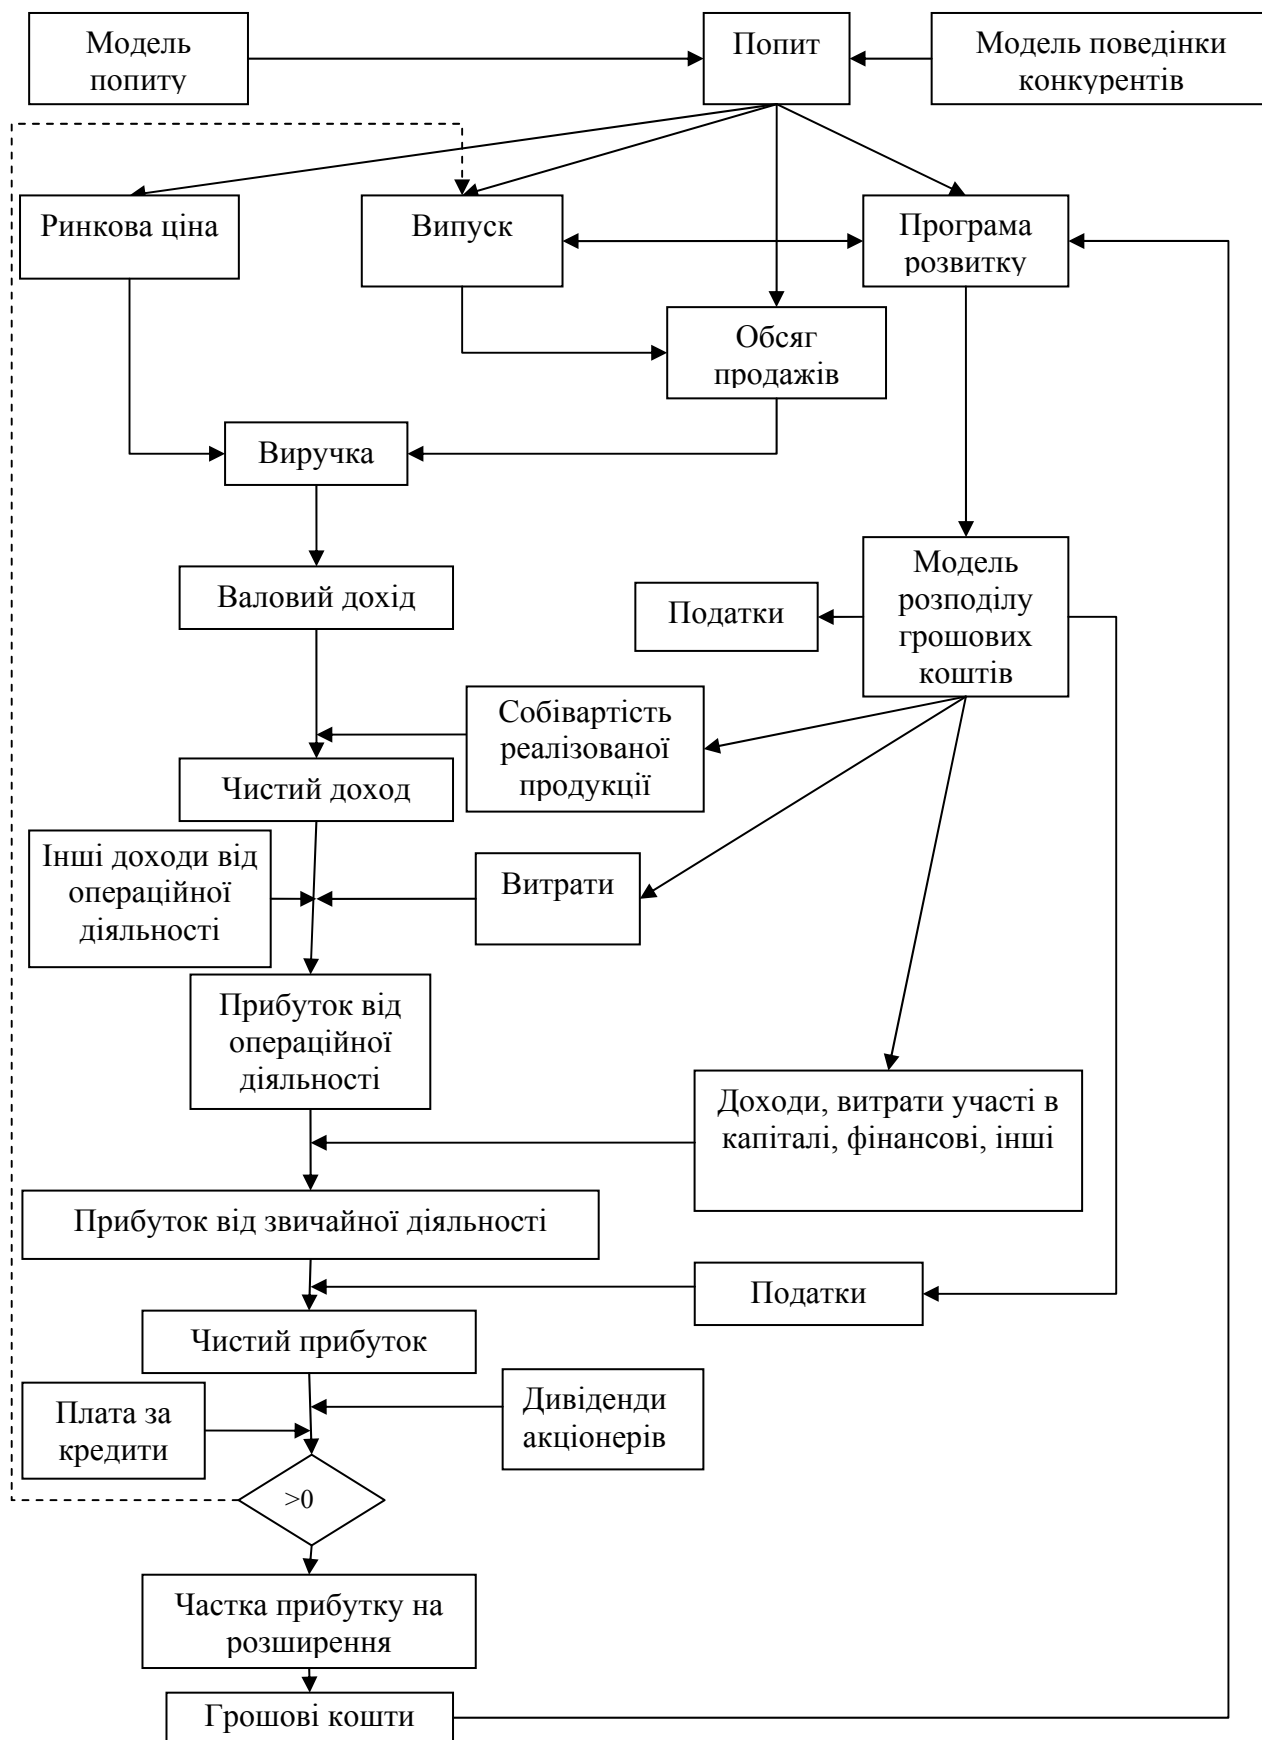 Модель
попиту
Попит
Модель поведінки
конкурентів
Ринкова ціна
Випуск
Програма
розвитку
Обсяг
продажів
Виручка
Валовий дохід
Податки
Модель
розподілу
грошових
коштів
Собівартість
реалізованої
продукції
Чистий доход
Інші доходи від
операційної
діяльності
Витрати
Прибуток від
операційної
діяльності
Доходи, витрати участі в
капіталі, фінансові, інші
Прибуток від звичайної діяльності
Податки
Чистий прибуток
Плата за
кредити
Дивіденди
акціонерів
>0
Частка прибутку на
розширення
Грошові кошти